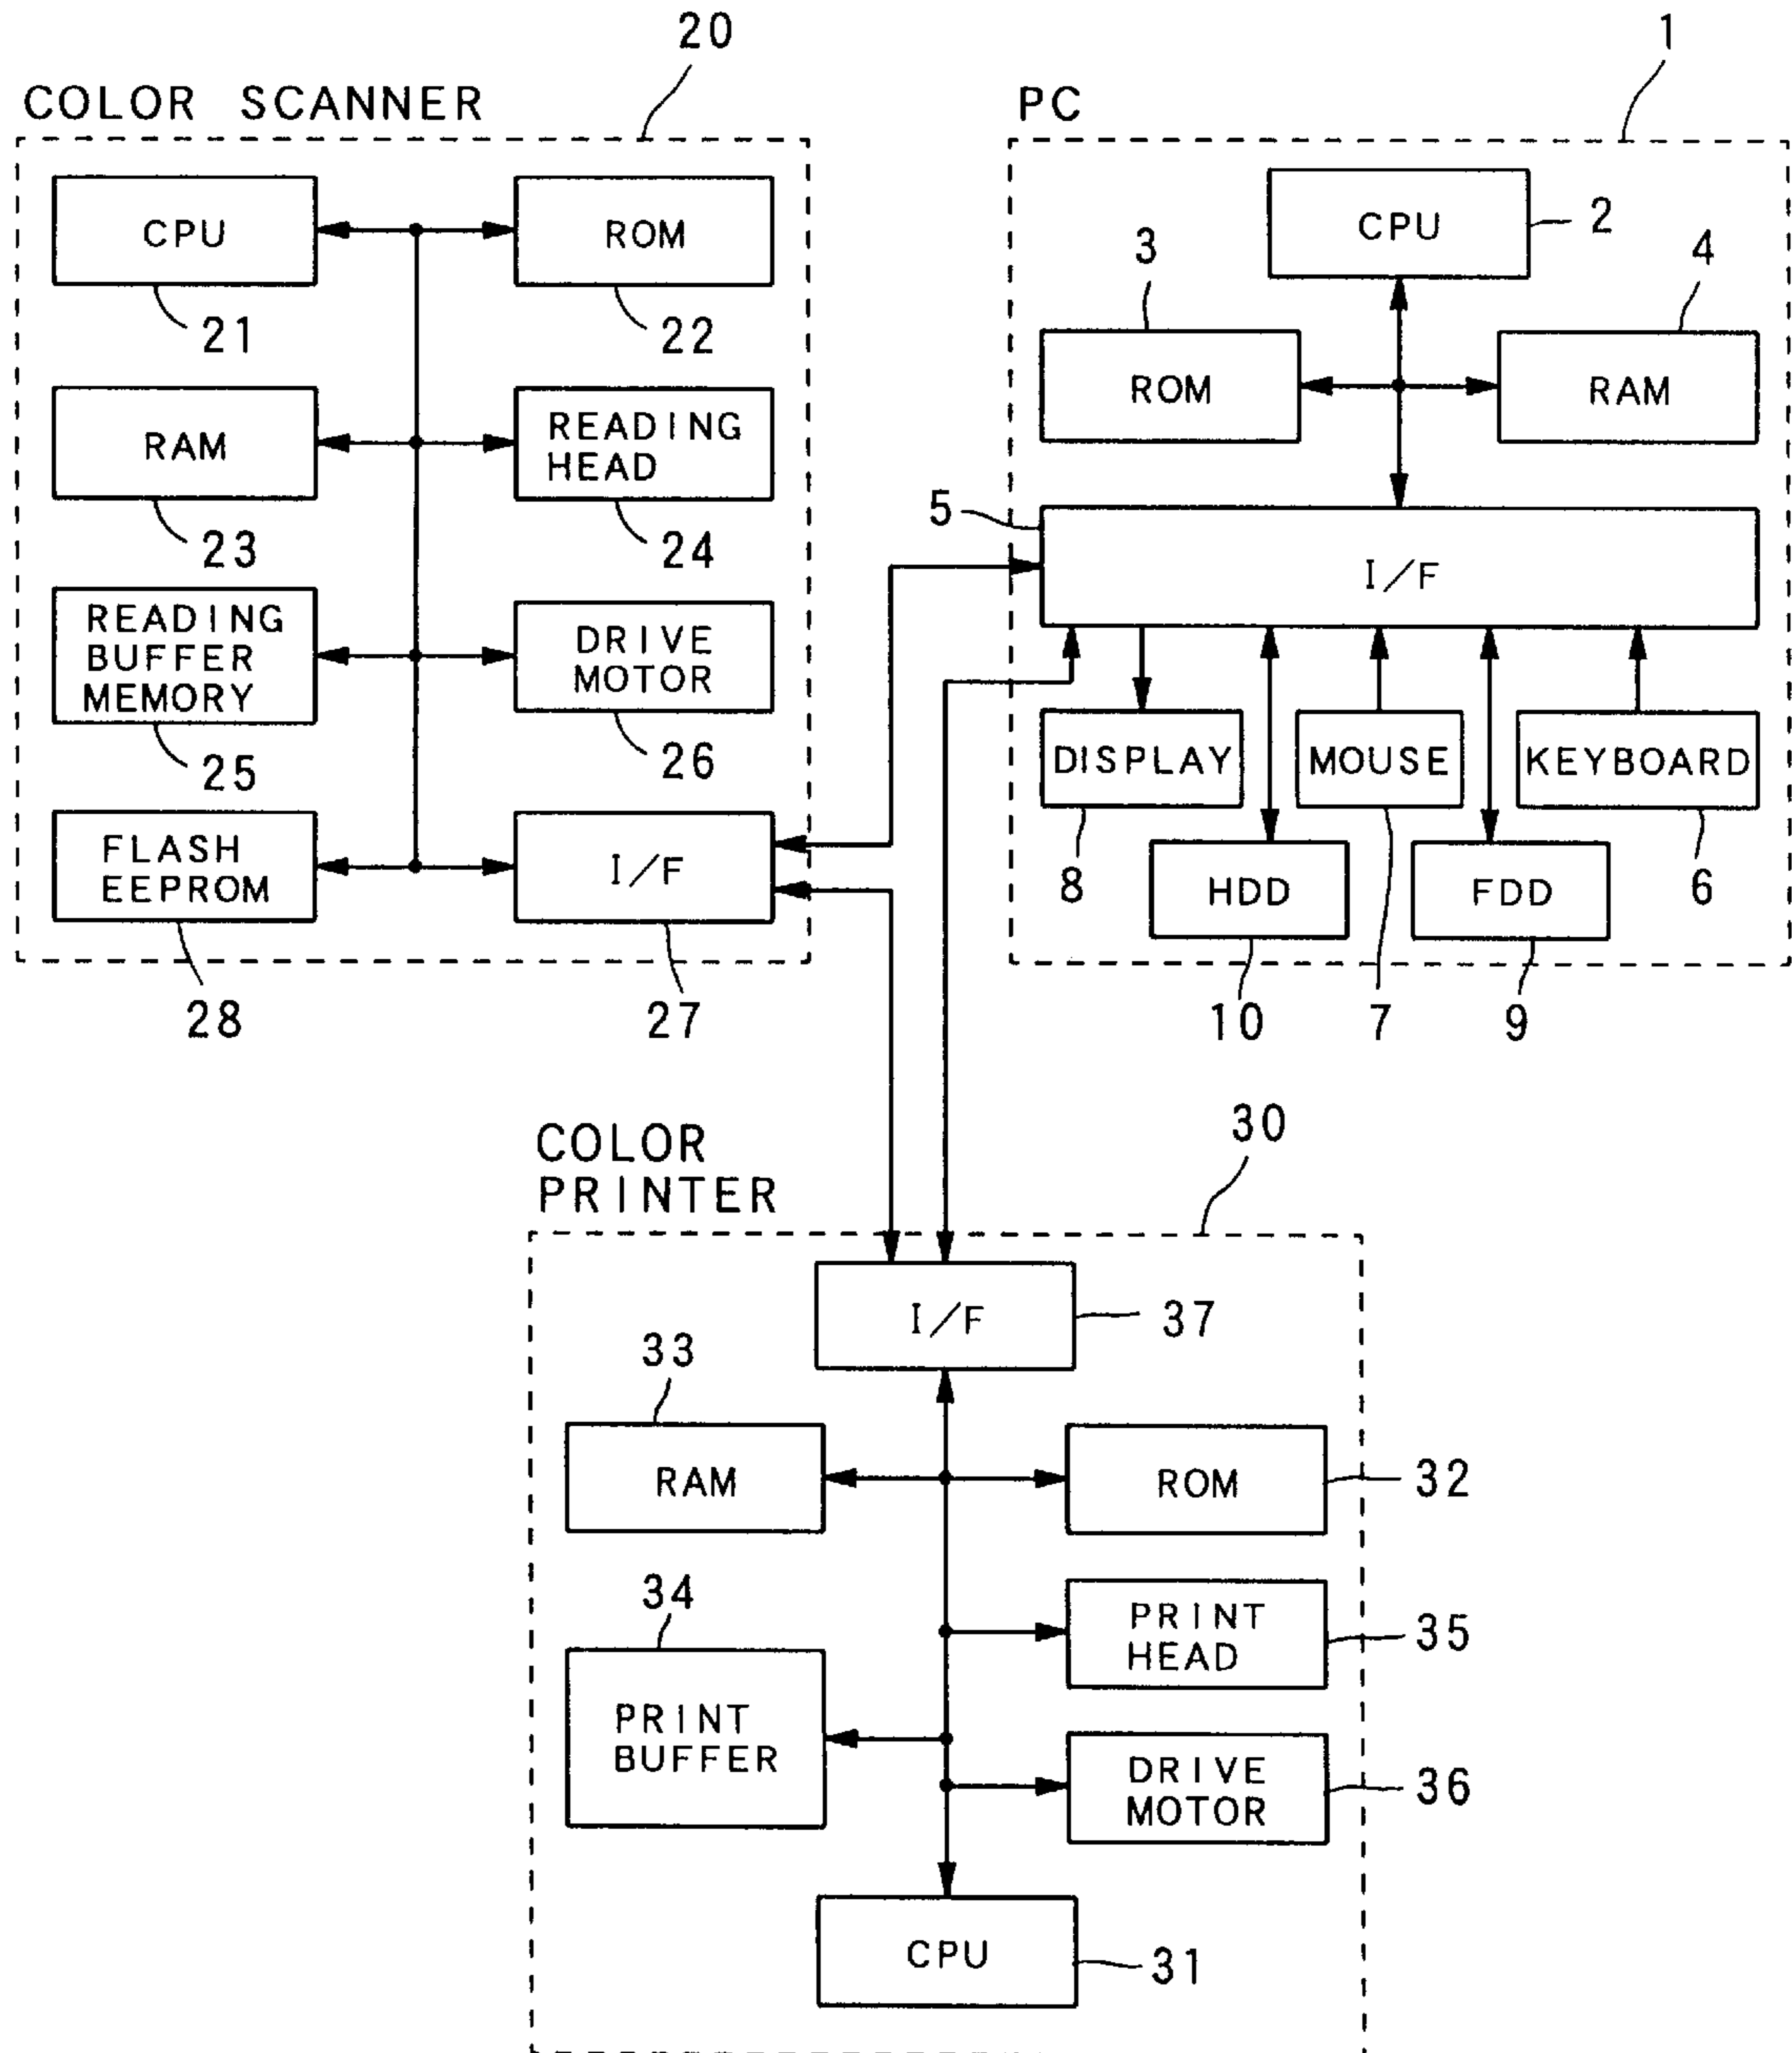 20
COLOR SCANNER
CPU
21
ROM
22
RAM
23
READING
HEAD
24
READING
BUFFER
MEMORY
25
DRIVE
MOTOR
26
FLASH
EEPROM
28
I/F
27
1
PC
CPU
2
3
ROM
4
RAM
5
I/F
DISPLAY
8
MOUSE
7
KEYBOARD
6
HDD
10
FDD
9
COLOR
PRINTER
30
I/F
37
33
RAM
ROM
32
34
PRINT
BUFFER
PRINT
HEAD
35
DRIVE
MOTOR
36
CPU
31